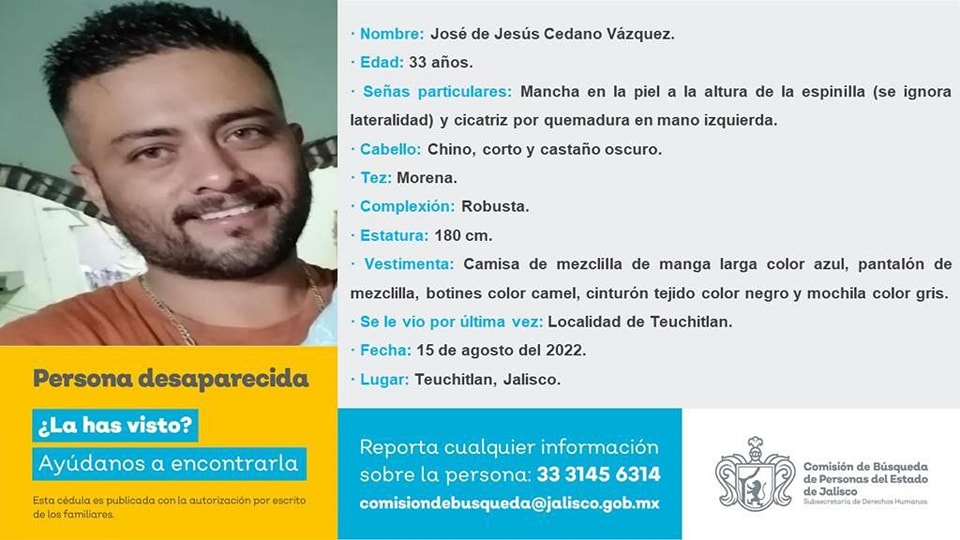 · Nombre: José de Jesús Cedano Vázquez.
· Edad: 33 años.
· Señas particulares: Mancha en la piel a la altura de la espinilla (se ignora
lateralidad) y cicatriz por quemadura en mano izquierda.
· Cabello: Chino, corto y castaño oscuro.
· Tez: Morena.
· Complexión: Robusta.
· Estatura: 180 cm.
· Vestimenta: Camisa de mezclilla de manga larga color azul, pantalón de
mezclilla, botines color camel, cinturón tejido color negro y mochila color gris.
· Se le vio por última vez: Localidad de Teuchitlan.
· Fecha: 15 de agosto del 2022.
· Lugar: Teuchitlan, Jalisco.
Persona desaparecida
¿La has visto?
Ayúdanos a encontrarla
Esta cédula es publicada con la autorización por escrito
de los familiares.
Reporta cualquier información
sobre la persona: 33 3145 6314
comisiondebusqueda@jalisco.gob.mx
Comisión de Búsqueda
de Personas del Estado
de Jalisco
Subsecretaría de Derechos Humanos